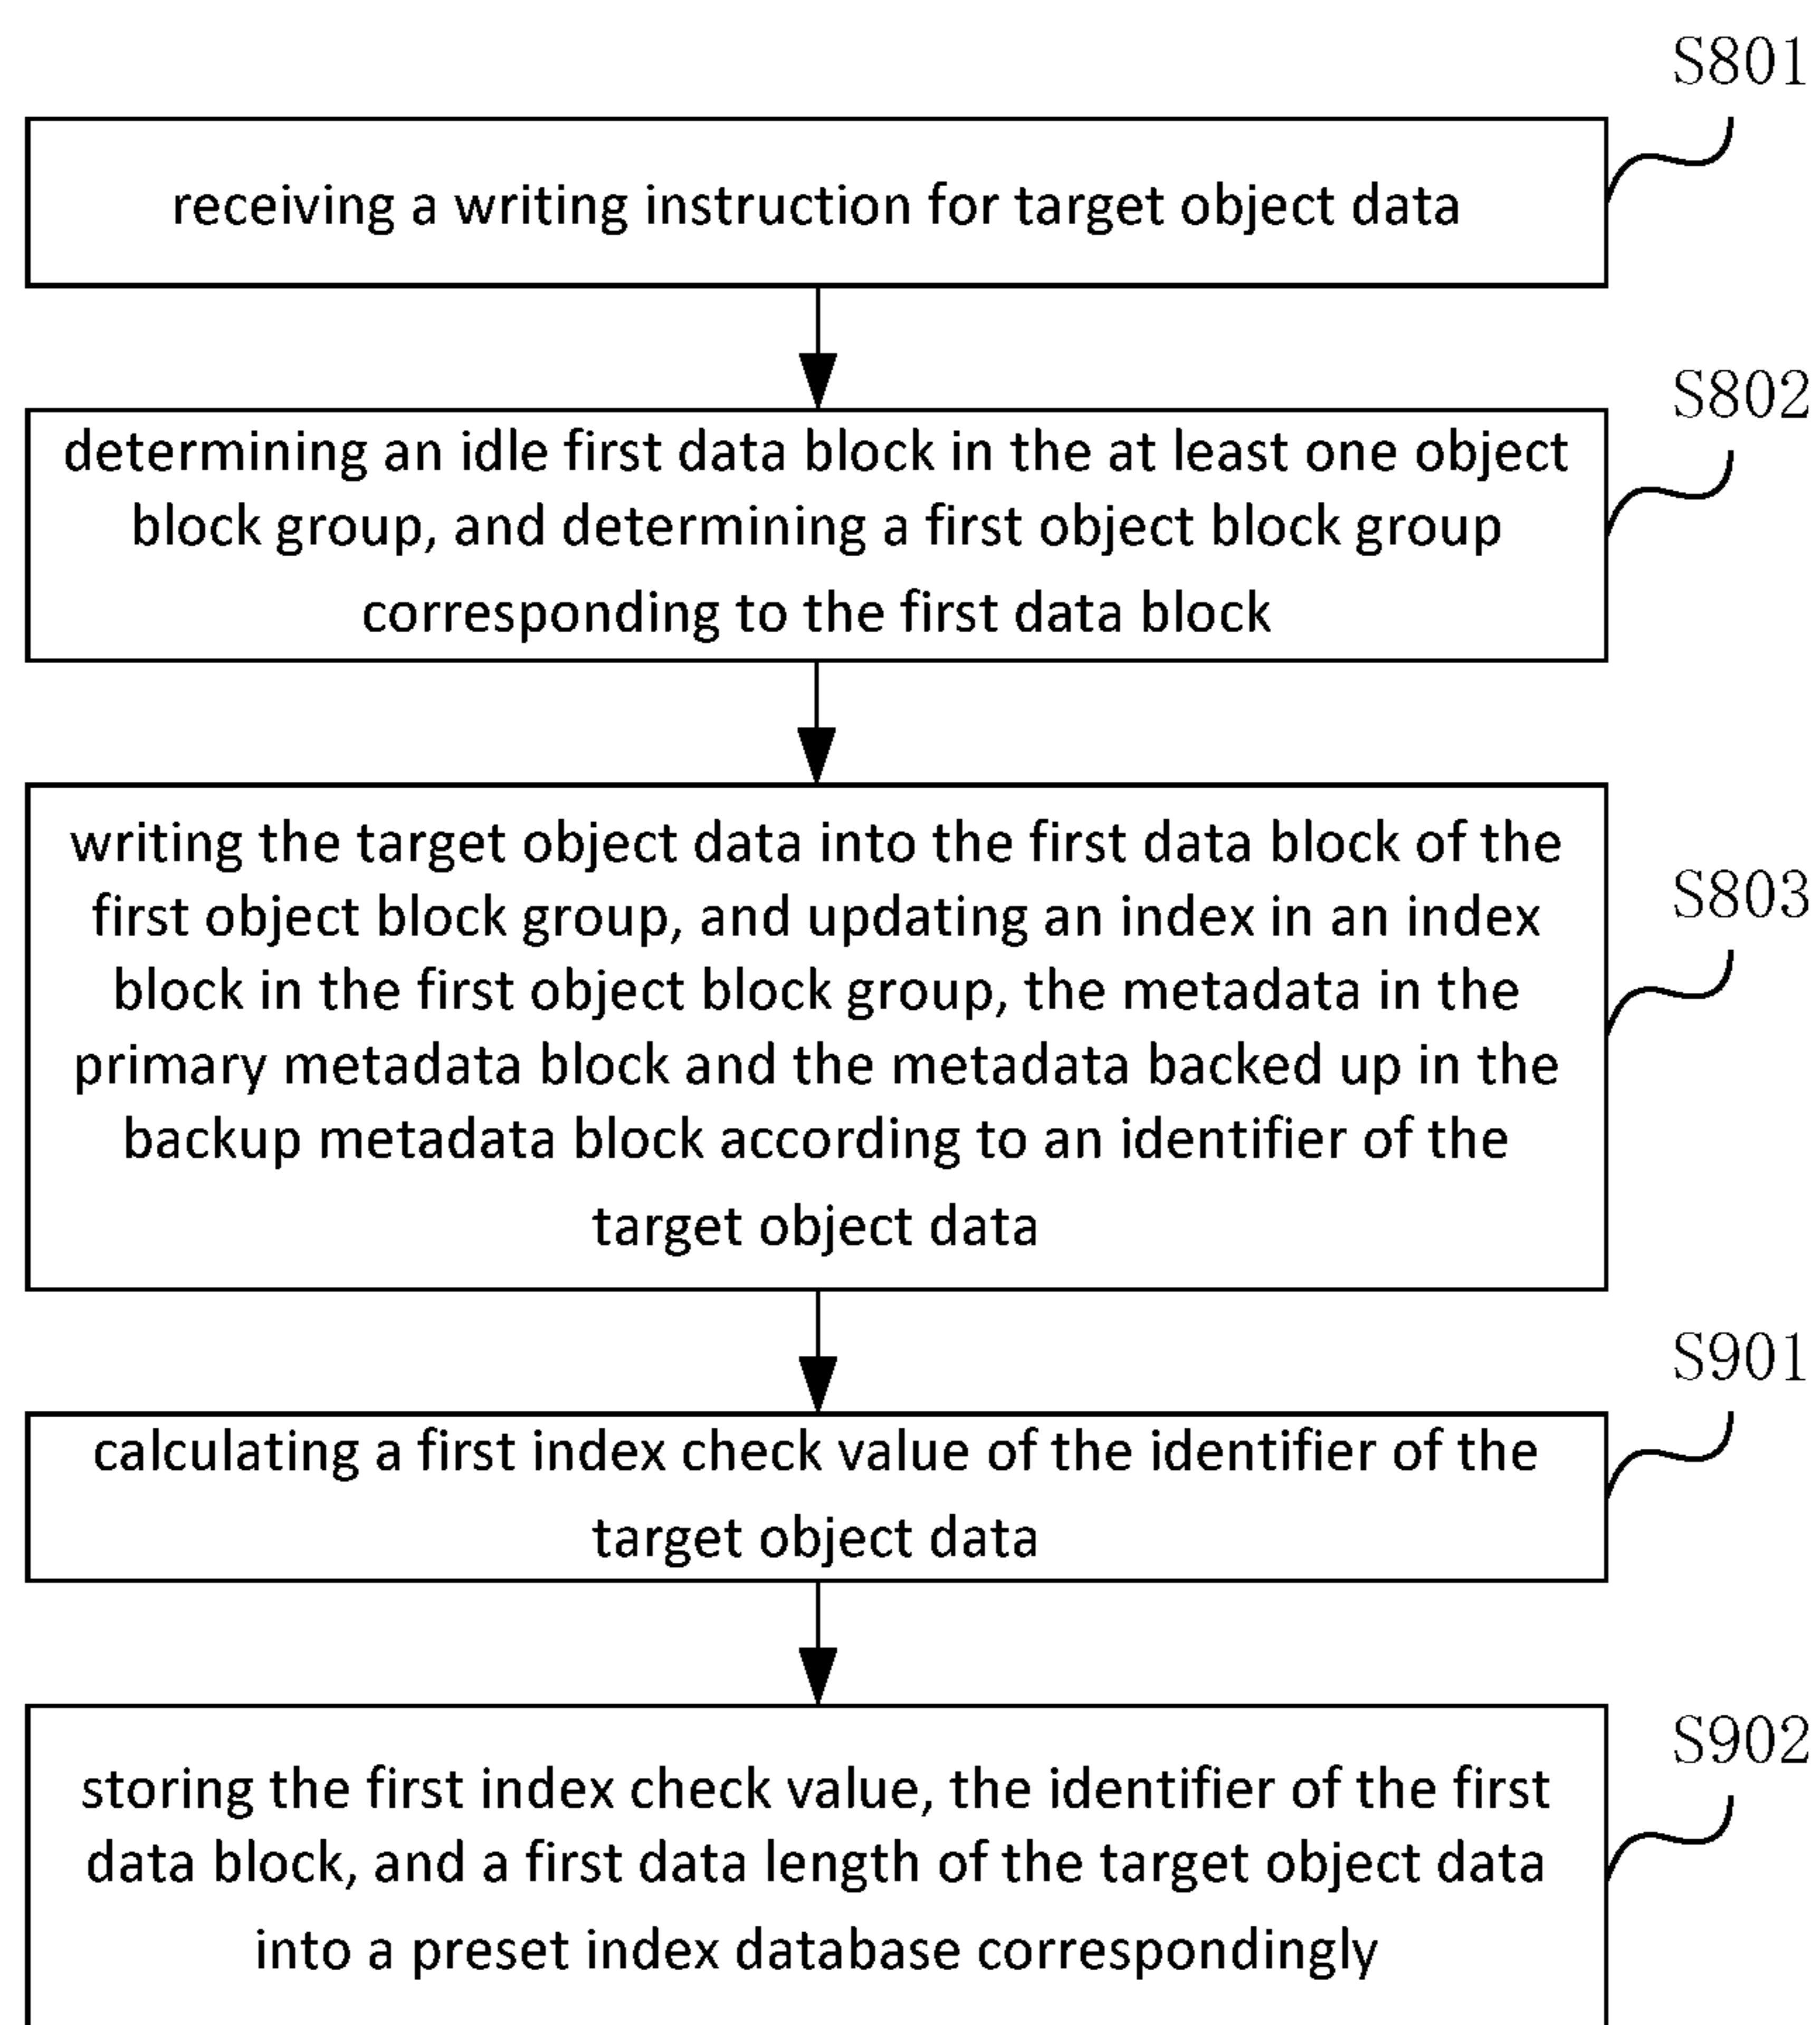 S801
receiving a writing instruction for target object data
S802
determining an idle first data block in the at least one object
block group, and determining a first object block group
corresponding to the first data block
S803
writing the target object data into the first data block of the
first object block group, and updating an index in an index
block in the first object block group, the metadata in the
primary metadata block and the metadata backed up in the
backup metadata block according to an identifier of the
target object data
S901
calculating a first index check value of the identifier of the
target object data
S902
storing the first index check value, the identifier of the first
data block, and a first data length of the target object data
into a preset index database correspondingly